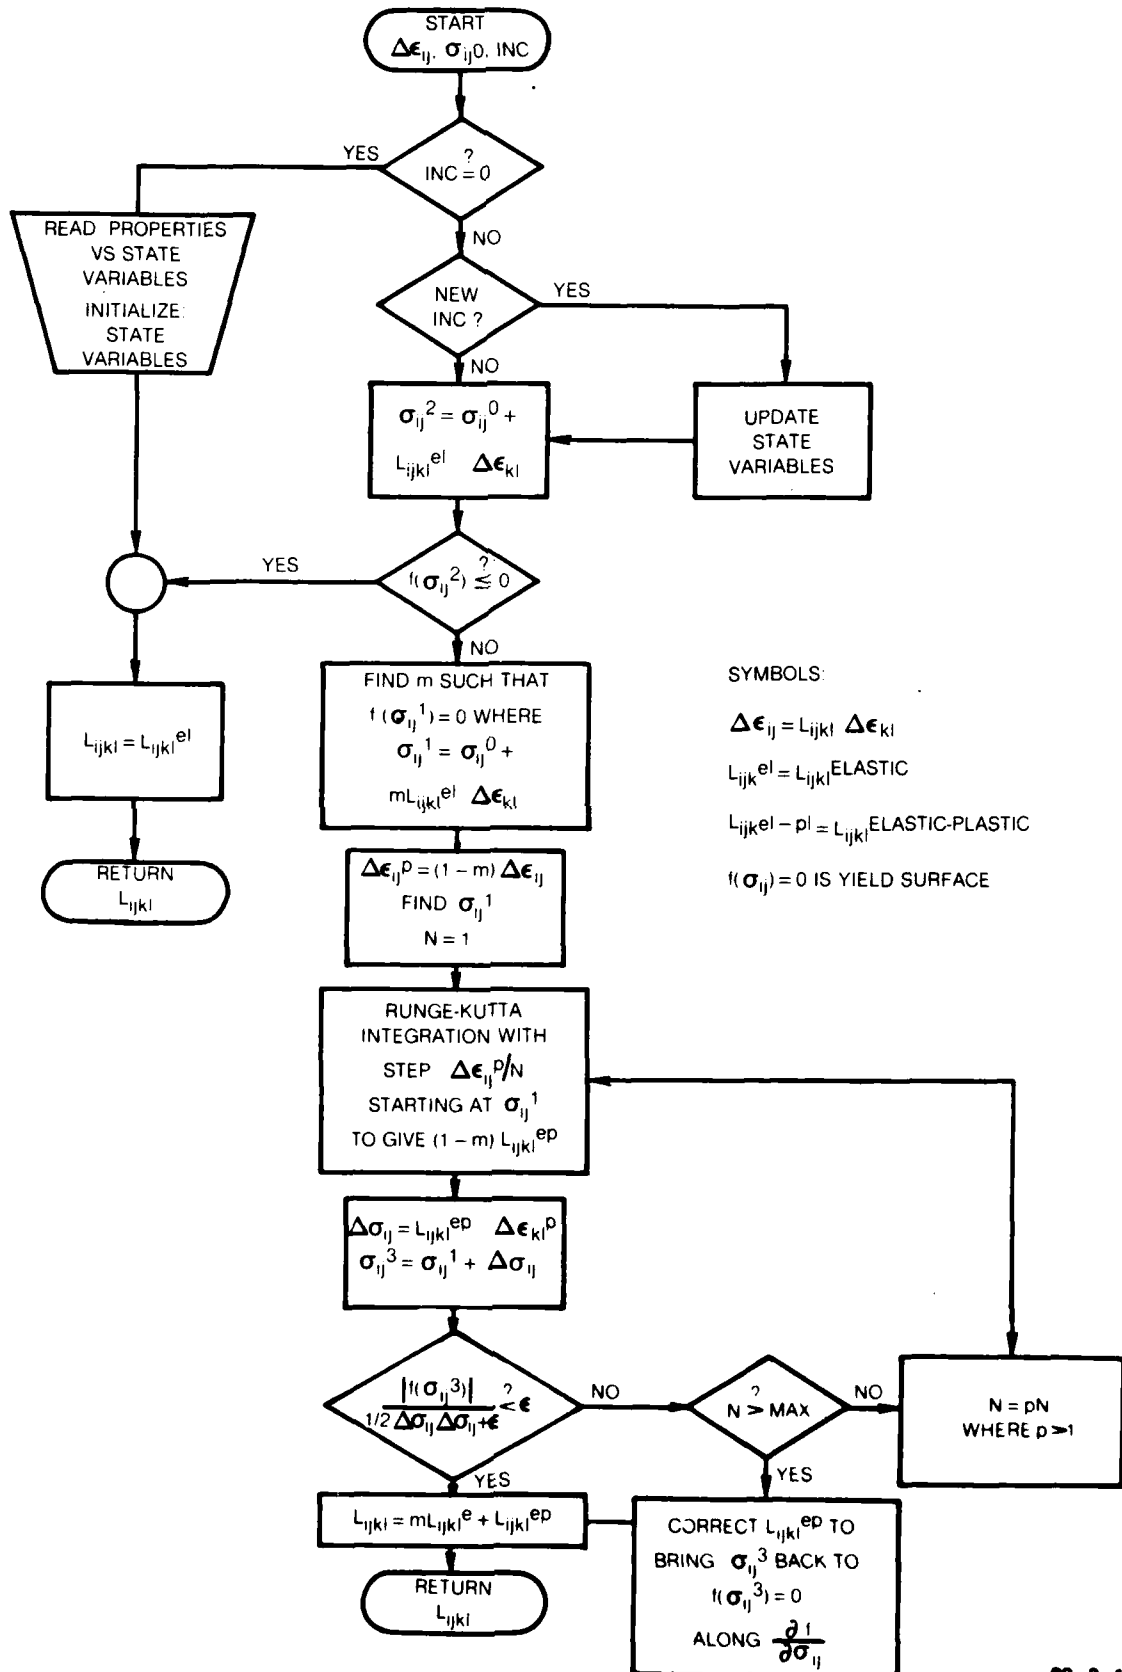 START
Δϵᵢⱼ, σᵢⱼ0, INC
?
INC = 0
YES
NO
READ PROPERTIES
VS STATE
VARIABLES
INITIALIZE:
STATE
VARIABLES
NEW
INC ?
YES
NO
σᵢⱼ² = σᵢⱼ⁰ +
Lᵢⱼₖₗᵉˡ Δϵₖₗ
UPDATE
STATE
VARIABLES
?
f(σᵢⱼ²) ≦ 0
YES
NO
Lᵢⱼₖₗ = Lᵢⱼₖₗᵉˡ
RETURN
Lᵢⱼₖₗ
FIND m SUCH THAT
f (σᵢⱼ¹) = 0 WHERE
σᵢⱼ¹ = σᵢⱼ⁰ +
mLᵢⱼₖₗᵉˡ Δϵₖₗ
SYMBOLS:
Δϵᵢⱼ = Lᵢⱼₖₗ Δϵₖₗ
Lᵢⱼₖel = Lᵢⱼₖₗ ELASTIC
Lᵢⱼₖel – pl = Lᵢⱼₖₗ ELASTIC-PLASTIC
f(σᵢⱼ) = 0 IS YIELD SURFACE
Δϵᵢⱼᵖ = (1 – m) Δϵᵢⱼ
FIND σᵢⱼ¹
N = 1
RUNGE-KUTTA
INTEGRATION WITH
STEP Δϵᵢⱼᵖ/N
STARTING AT σᵢⱼ¹
TO GIVE (1 – m) Lᵢⱼₖₗᵉᵖ
Δσᵢⱼ = Lᵢⱼₖₗᵉᵖ Δϵₖₗᵖ
σᵢⱼ³ = σᵢⱼ¹ + Δσᵢⱼ
|f(σᵢⱼ³)|
?
< ϵ
1/2 Δσᵢⱼ Δσᵢⱼ+ϵ
NO
YES
?
N > MAX
NO
YES
N = pN
WHERE p > 1
Lᵢⱼₖₗ = mLᵢⱼₖₗᵉ + Lᵢⱼₖₗᵉᵖ
RETURN
Lᵢⱼₖₗ
CORRECT Lᵢⱼₖₗᵉᵖ TO
BRING σᵢⱼ³ BACK TO
f(σᵢⱼ³) = 0
ALONG ∂f
∂σᵢⱼ